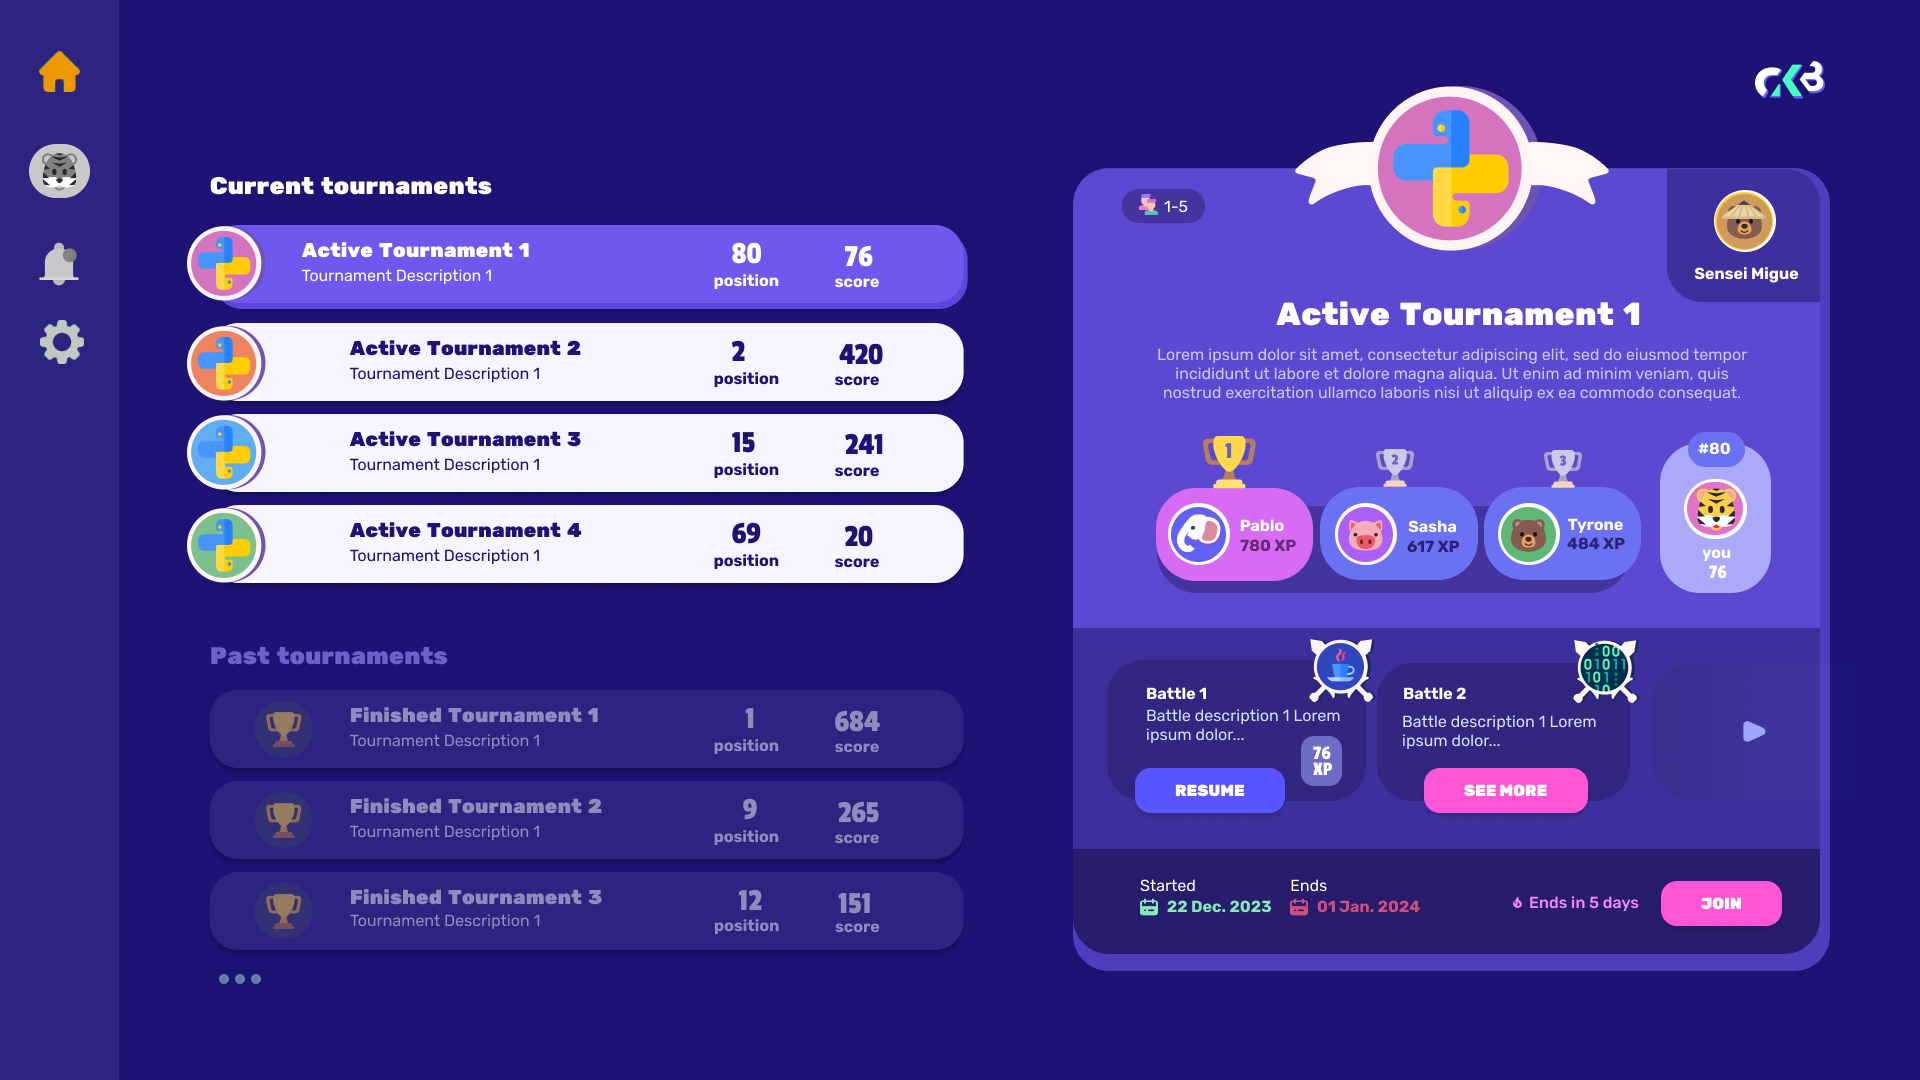 CKB
Current tournaments
Active Tournament 1
Tournament Description 1
80
position
76
score
Active Tournament 2
Tournament Description 1
2
position
420
score
Active Tournament 3
Tournament Description 1
15
position
241
score
Active Tournament 4
Tournament Description 1
69
position
20
score
Past tournaments
Finished Tournament 1
Tournament Description 1
1
position
684
score
Finished Tournament 2
Tournament Description 1
9
position
265
score
Finished Tournament 3
Tournament Description 1
12
position
151
score
1-5
Sensei Migue
Active Tournament 1
Lorem ipsum dolor sit amet, consectetur adipiscing elit, sed do eiusmod tempor
incididunt ut labore et dolore magna aliqua. Ut enim ad minim veniam, quis
nostrud exercitation ullamco laboris nisi ut aliquip ex ea commodo consequat.
1
Pablo
780 XP
2
Sasha
617 XP
3
Tyrone
484 XP
#80
you
76
Battle 1
Battle description 1 Lorem
ipsum dolor...
76
XP
RESUME
00
01011
101
10
Battle 2
Battle description 1 Lorem
ipsum dolor...
SEE MORE
Started
22 Dec. 2023
Ends
01 Jan. 2024
Ends in 5 days
JOIN